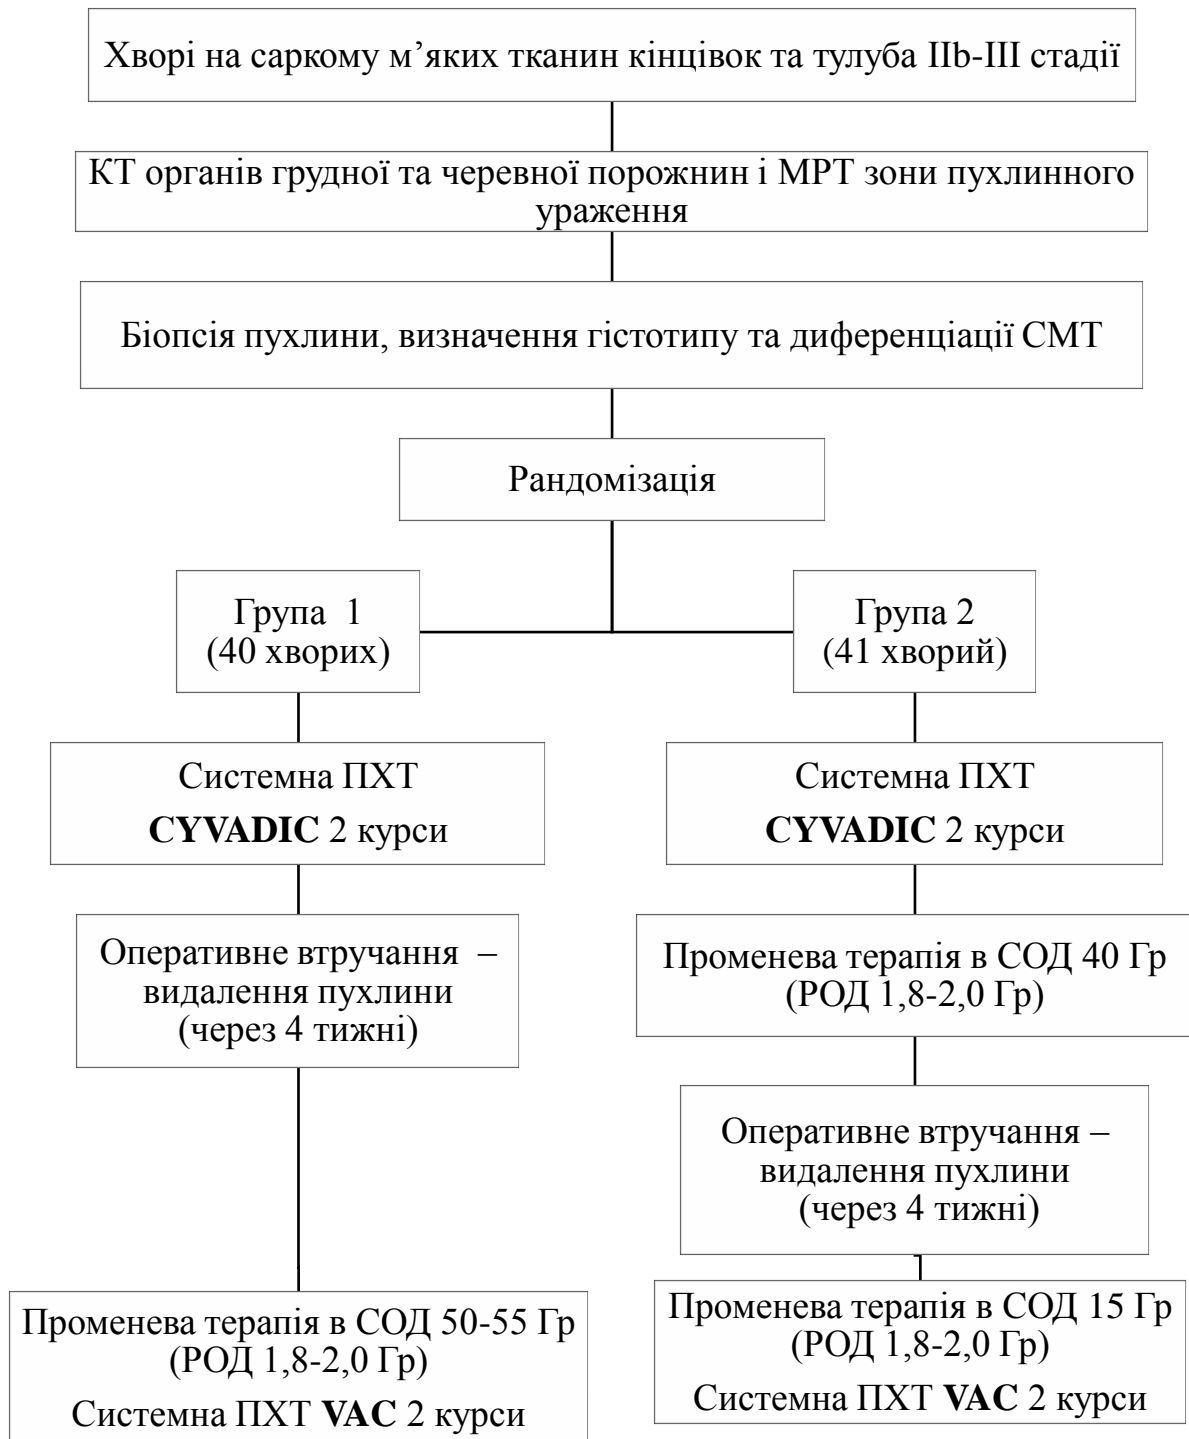 Хворі на саркому м’яких тканин кінцівок та тулуба IIb-III стадії
КТ органів грудної та черевної порожнин і МРТ зони пухлинного
ураження
Біопсія пухлини, визначення гістотипу та диференціації СМТ
Рандомізація
Група 1
(40 хворих)
Група 2
(41 хворий)
Системна ПХТ
CYVADIC 2 курси
Системна ПХТ
CYVADIC 2 курси
Оперативне втручання –
видалення пухлини
(через 4 тижні)
Променева терапія в СОД 40 Гр
(РОД 1,8-2,0 Гр)
Оперативне втручання –
видалення пухлини
(через 4 тижні)
Променева терапія в СОД 50-55 Гр
(РОД 1,8-2,0 Гр)
Системна ПХТ VAC 2 курси
Променева терапія в СОД 15 Гр
(РОД 1,8-2,0 Гр)
Системна ПХТ VAC 2 курси